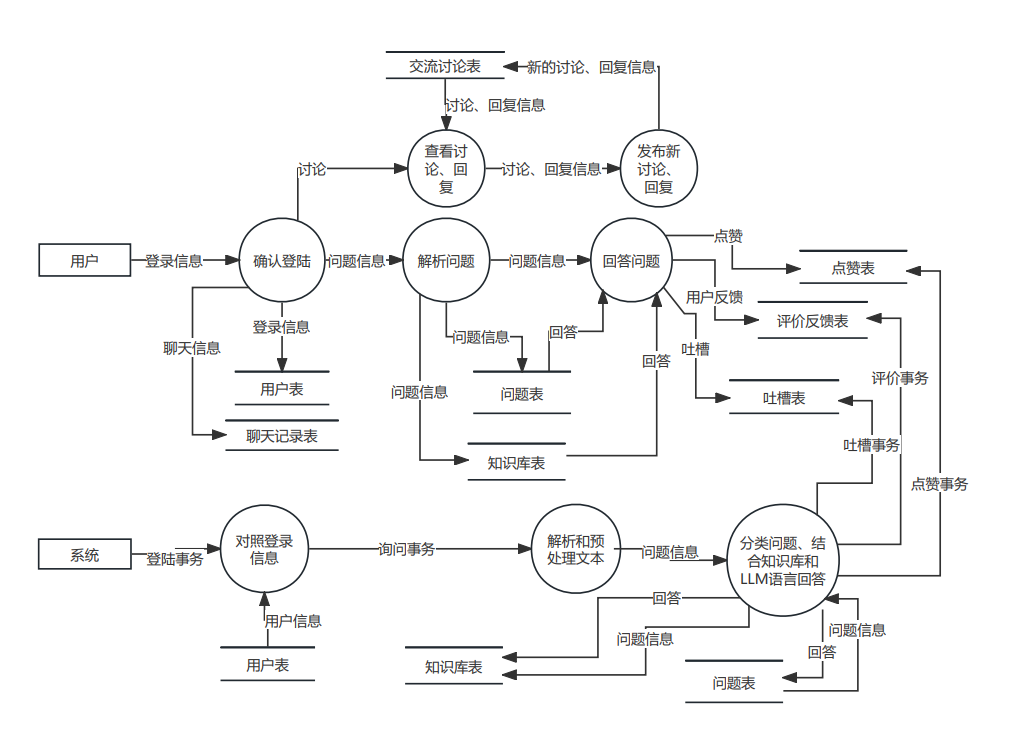 交流讨论表
新的讨论、回复信息
讨论、回复信息
讨论
查看讨
论、回
复
讨论、回复信息
发布新
讨论、
回复
用户
登录信息
确认登陆
问题信息
解析问题
问题信息
回答问题
点赞
点赞表
用户反馈
评价反馈表
登录信息
聊天信息
问题信息
回答
吐槽
回答
用户表
问题信息
问题表
评价事务
吐槽表
聊天记录表
知识库表
吐槽事务
点赞事务
系统
登陆事务
对照登录
信息
询问事务
解析和预
处理文本
问题信息
分类问题、结
合知识库和
LLM语言回答
用户信息
用户表
回答
问题信息
知识库表
问题信息
回答
问题表